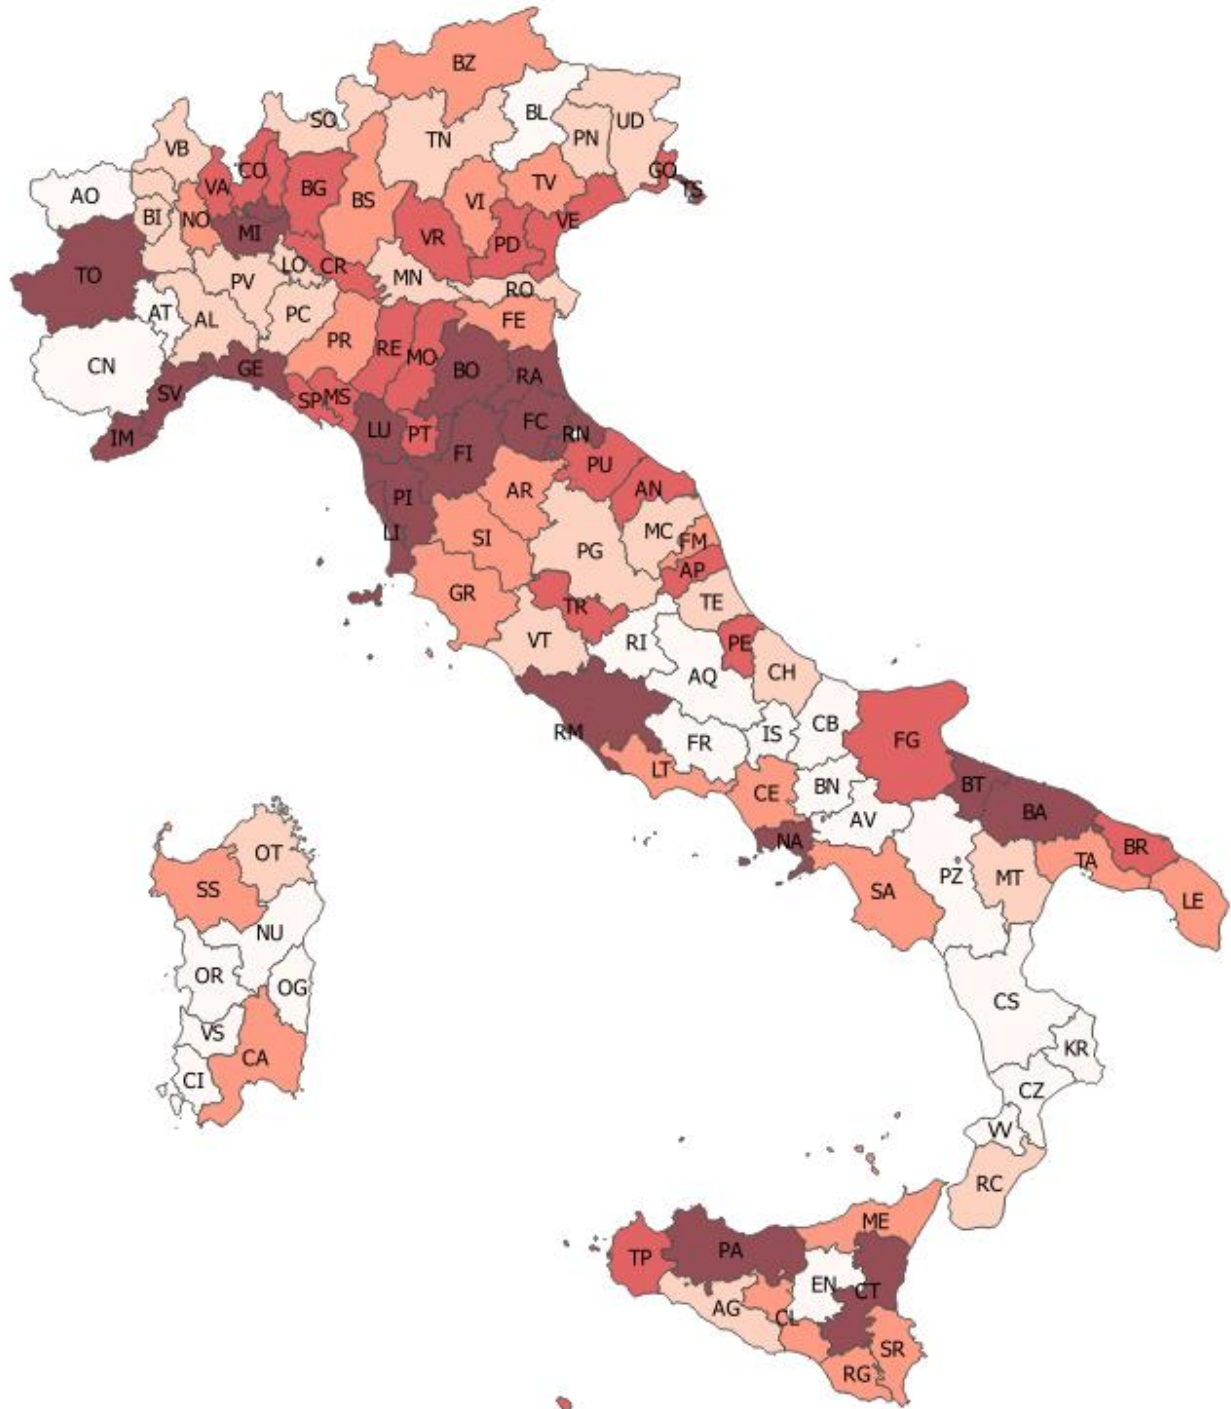 BZ
BL
UD
SO
TN
PN
VB
GO
CO
VA
BG
TV
TS
AO
BS
VI
BI
NO
VE
MI
VR
PD
TO
LO
CR
PV
MN
RO
AT
AL
PC
FE
PR
RE
MO
CN
GE
BO
RA
SV
SP
MS
FC
IM
LU
PT
RN
FI
PU
AR
AN
PI
LI
SI
MC
FM
PG
AP
GR
TE
TR
VT
RI
PE
AQ
CH
CB
IS
RM
FR
FG
LT
BN
BT
CE
AV
BA
NA
BR
OT
TA
SS
SA
PZ
MT
LE
NU
OR
OG
CS
VS
CA
KR
CI
CZ
VV
RC
ME
TP
PA
EN
CT
AG
CL
SR
RG